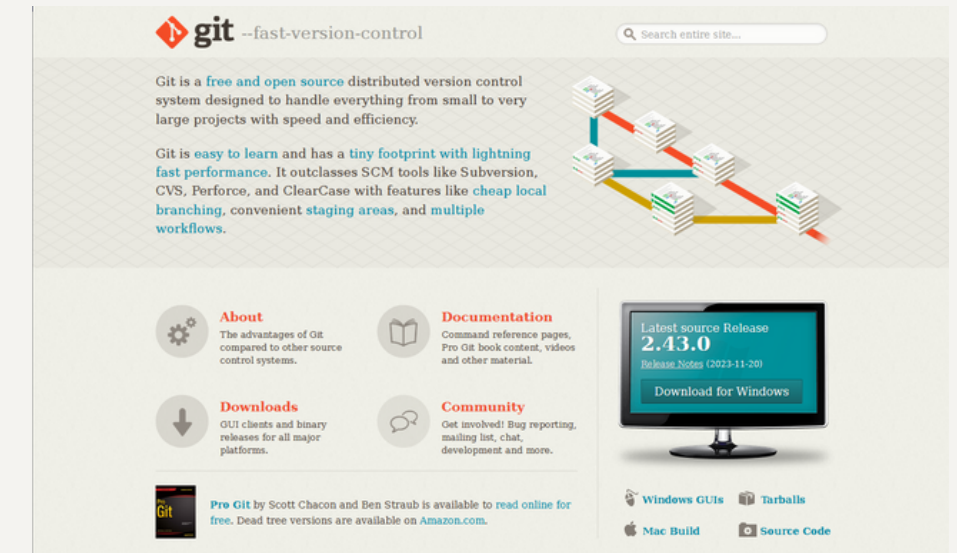 git --fast-version-control
Search entire site...
Git is a free and open source distributed version control
system designed to handle everything from small to very
large projects with speed and efficiency.
Git is easy to learn and has a tiny footprint with lightning
fast performance. It outclasses SCM tools like Subversion,
CVS, Perforce, and ClearCase with features like cheap local
branching, convenient staging areas, and multiple
workflows.
About
The advantages of Git
compared to other source
control systems.
Documentation
Command reference pages,
Pro Git book content, videos
and other material.
Downloads
GUI clients and binary
releases for all major
platforms.
Community
Get involved! Bug reporting,
mailing list, chat,
development and more.
Pro
Git
Pro Git by Scott Chacon and Ben Straub is available to read online for
free. Dead tree versions are available on Amazon.com.
Latest source Release
2.43.0
Release Notes (2023-11-20)
Download for Windows
Windows GUIs
Tarballs
Mac Build
Source Code